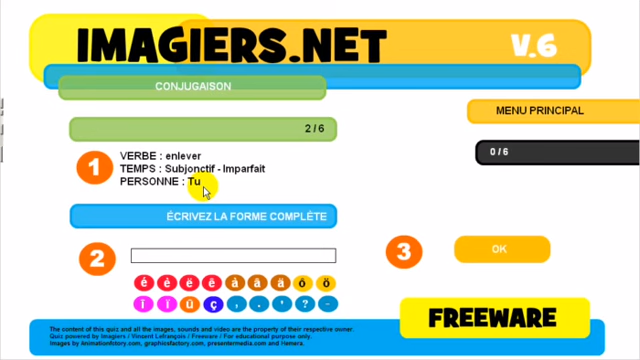 IMAGIERS.NET
V.6
CONJUGAISON
MENU PRINCIPAL
2 / 6
0 / 6
1
VERBE : enlever
TEMPS : Subjonctif - Imparfait
PERSONNE : Tu
ÉCRIVEZ LA FORME COMPLÈTE
2
3
OK
ô ö
û ç , . ' ? -
FREEWARE
The content of this quiz and all the images, sounds and video are the property of their respective owner.
Quiz powered by Imagiers / Vincent Lefrançois / Freeware / For educational purpose only.
Images by Animationfctory.com, graphicsfactory.com, presentermedia.com and Hemera.